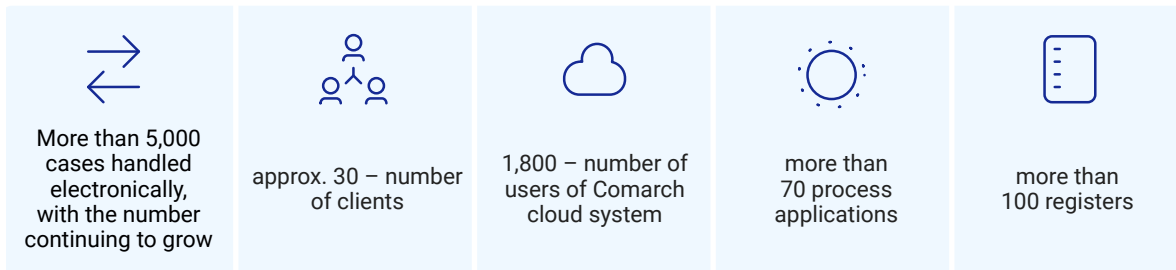 More than 5,000
cases handled
electronically,
with the number
continuing to grow
approx. 30 – number
of clients
1,800 – number of
users of Comarch
cloud system
more than
70 process
applications
more than
100 registers